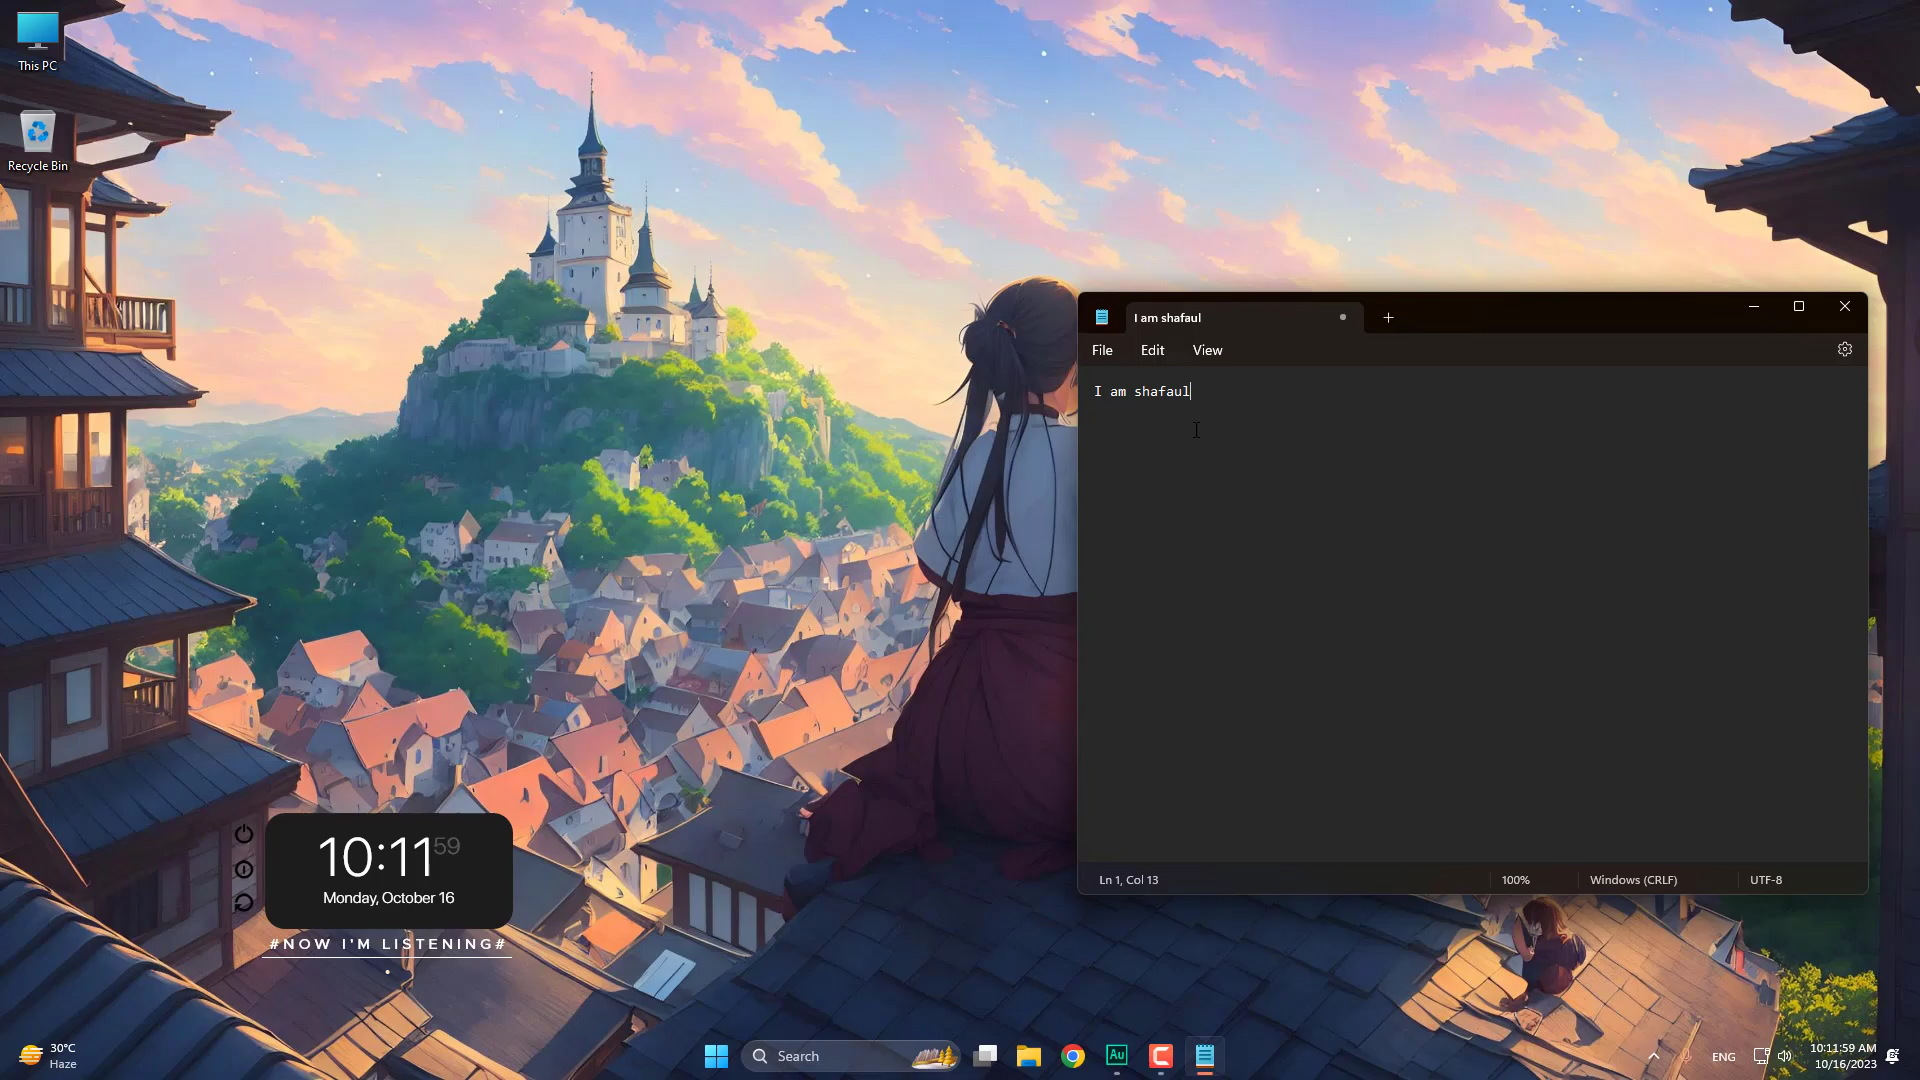 This PC
Recycle Bin
I am shafaul
File Edit View
I am shafaul
Ln 1, Col 13 100% Windows (CRLF) UTF-8
10:11 59
Monday, October 16
#NOW I'M LISTENING#
30°C
Haze
Search
Au
ENG
10:11:59 AM
10/16/2023